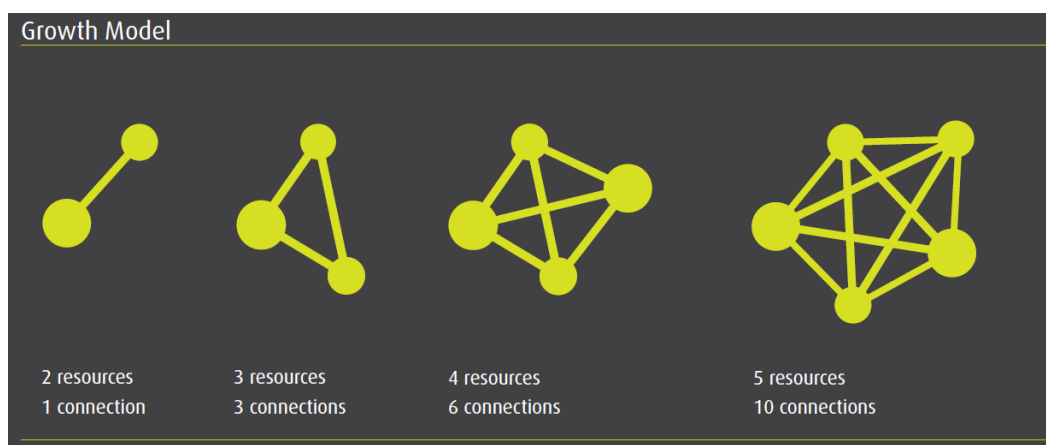 Growth Model
2 resources
1 connection
3 resources
3 connections
4 resources
6 connections
5 resources
10 connections